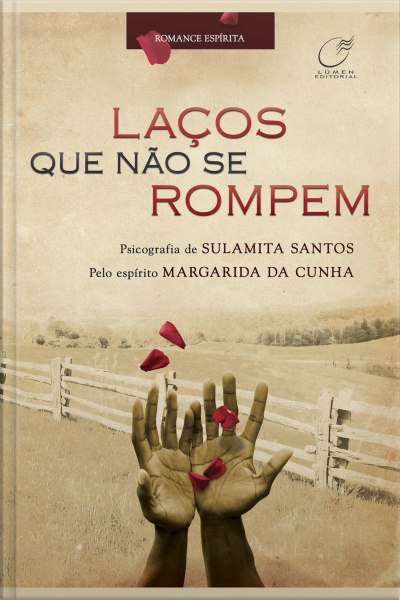 ROMANCE ESPÍRITA
LÚMEN
EDITORIAL
LAÇOS
QUE NÃO SE
ROMPEM
Psicografia de SULAMITA SANTOS
Pelo espírito MARGARIDA DA CUNHA